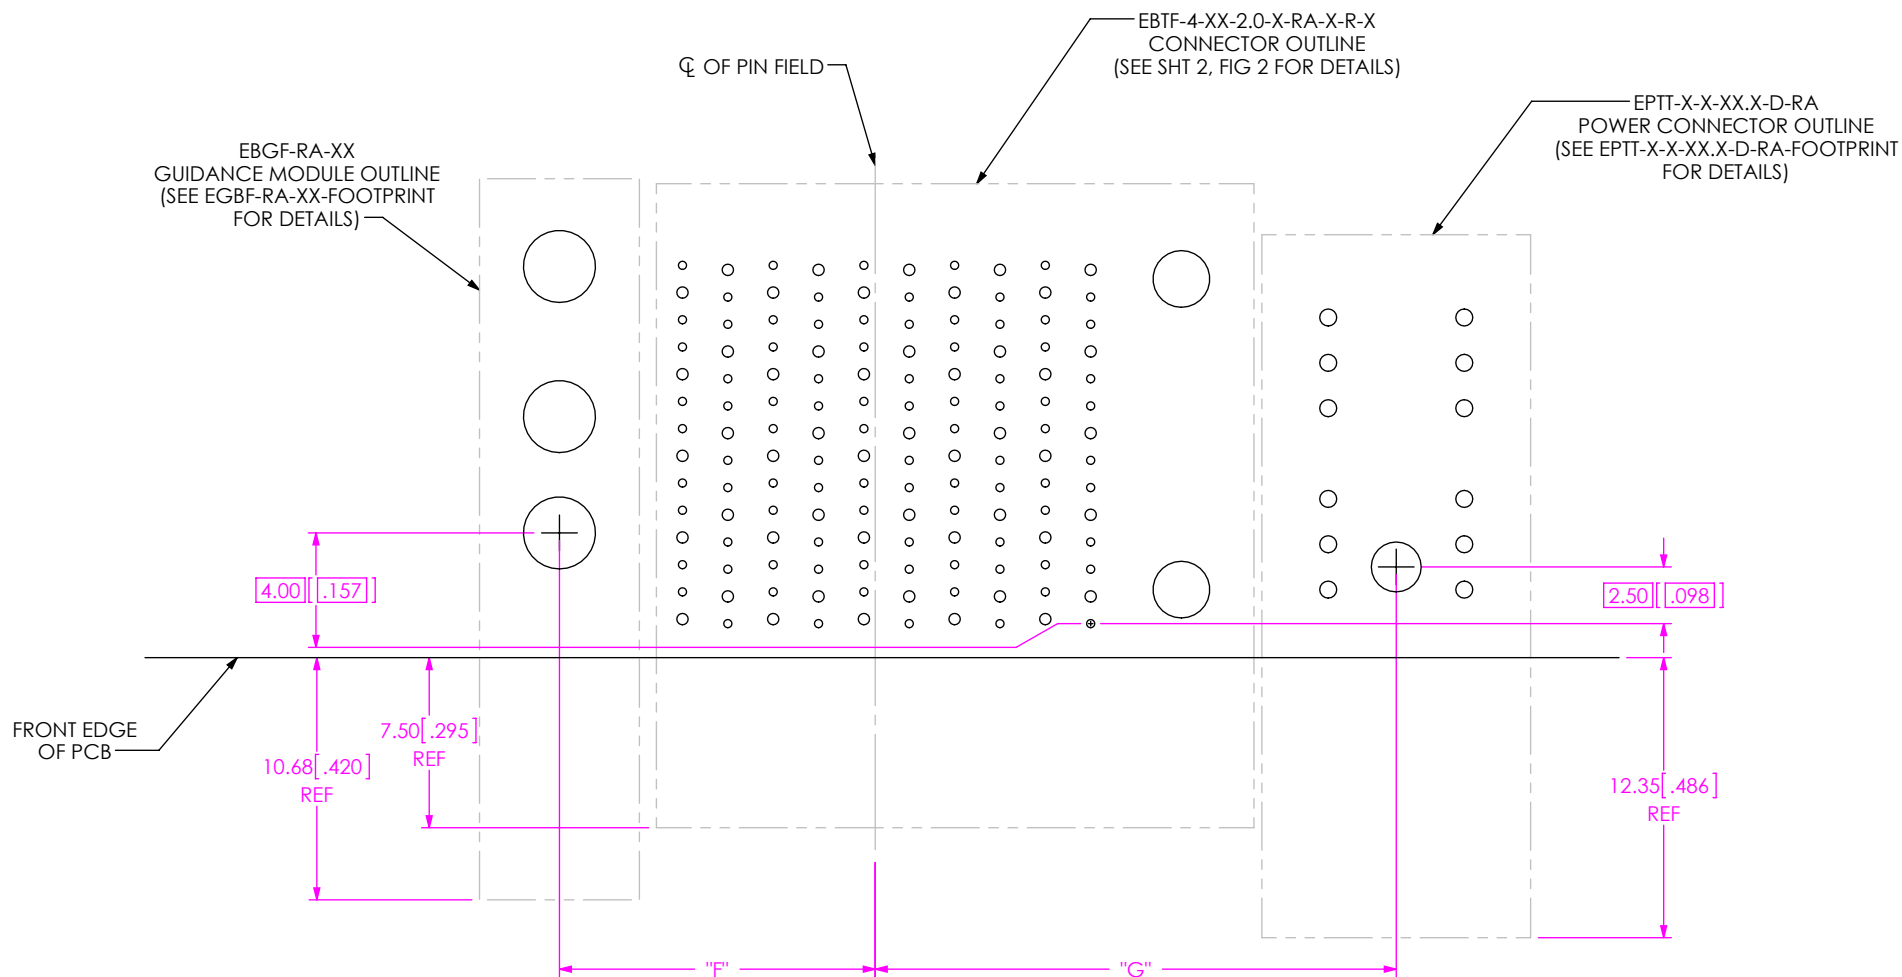 EBTF-4-XX-2.0-X-RA-X-R-X
CONNECTOR OUTLINE
(SEE SHT 2, FIG 2 FOR DETAILS)
℄ OF PIN FIELD
EPTT-X-X-XX.X-D-RA
POWER CONNECTOR OUTLINE
(SEE EPTT-X-X-XX.X-D-RA-FOOTPRINT
FOR DETAILS)
EBGF-RA-XX
GUIDANCE MODULE OUTLINE
(SEE EGBF-RA-XX-FOOTPRINT
FOR DETAILS)
4.00[.157]
2.50[.098]
FRONT EDGE
OF PCB
7.50[.295]
REF
10.68[.420]
REF
12.35[.486]
REF
"F"
"G"